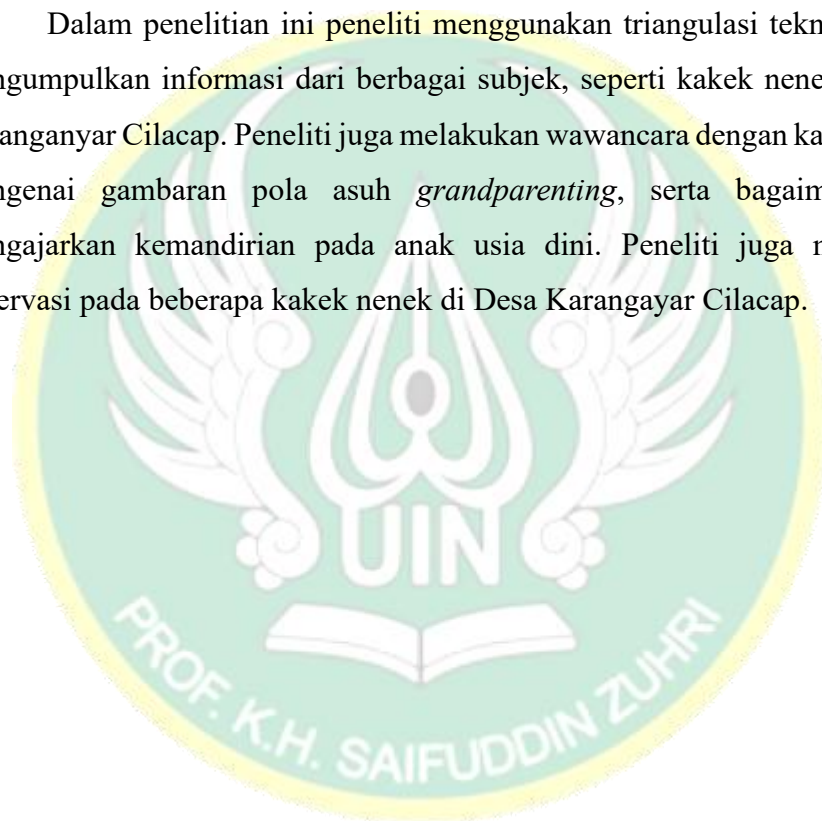 Dalam penelitian ini peneliti menggunakan triangulasi tekn
ngumpulkan informasi dari berbagai subjek, seperti kakek nene
anganyar Cilacap. Peneliti juga melakukan wawancara dengan ka
ngenai gambaran pola asuh grandparenting, serta bagaim
ngajarkan kemandirian pada anak usia dini. Peneliti juga m
ervasi pada beberapa kakek nenek di Desa Karangayar Cilacap.
UIN
PROF. K.H. SAIFUDDIN ZUHRI